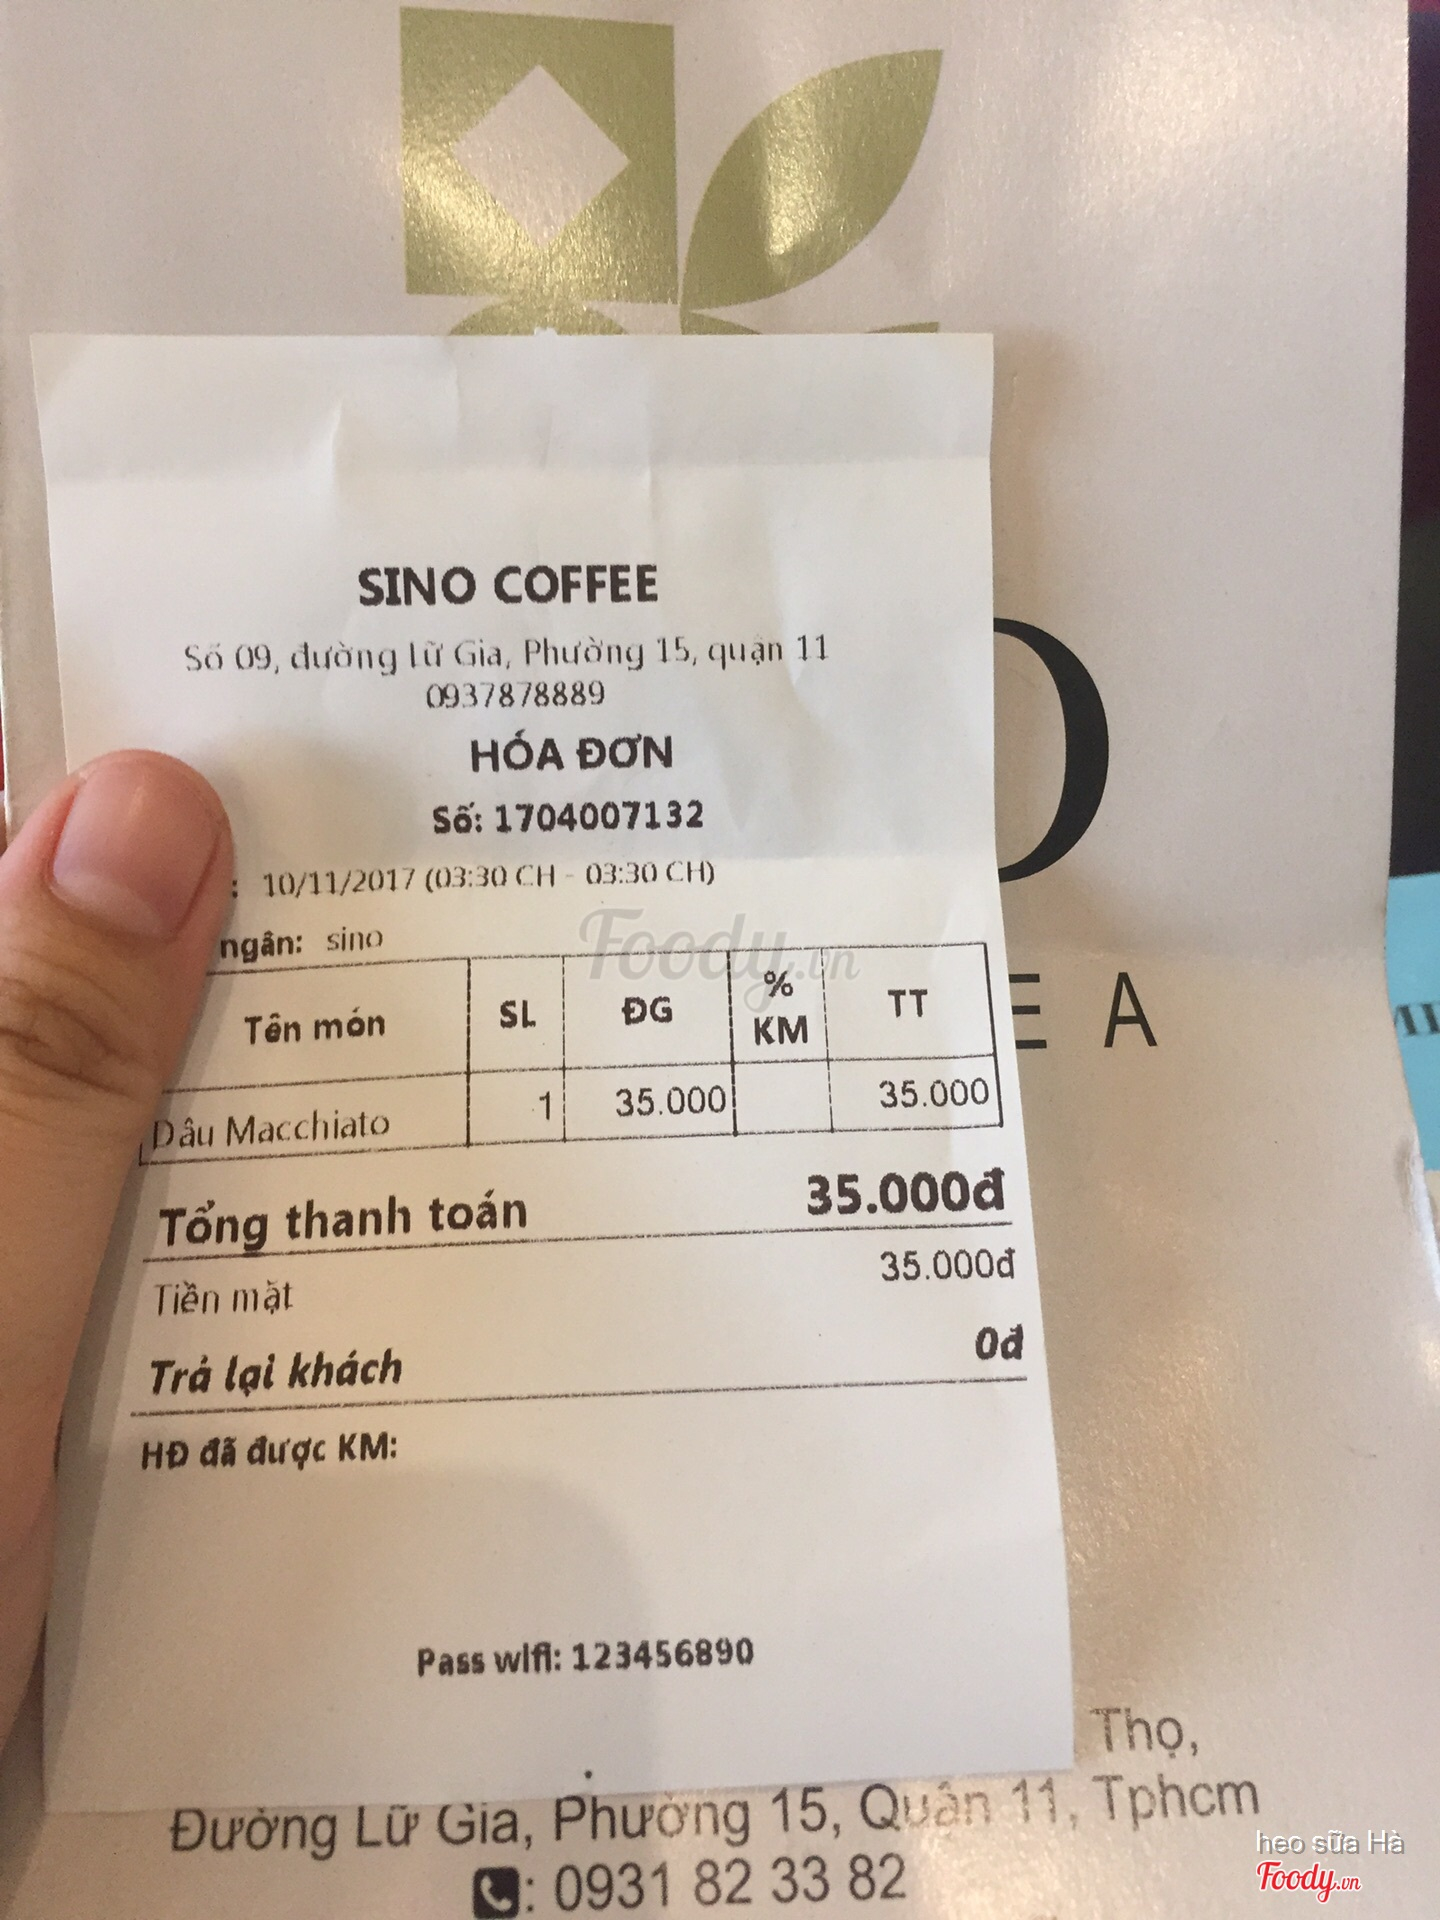 SINO COFFEE
Số 09, đường Lữ Gia, Phường 15, quận 11
0937878889
HÓA ĐƠN
Số: 1704007132
: 10/11/2017 (03:30 CH - 03:30 CH)
ngân: sino
Foody.vn
Tên món SL ĐG % KM TT
Dâu Macchiato 1 35.000 35.000
Tổng thanh toán 35.000đ
Tiền mặt 35.000đ
Trả lại khách 0đ
HĐ đã được KM:
Pass wifi: 123456890
EA
Thọ,
Đường Lữ Gia, Phường 15, Quận 11, Tphcm
: 0931 82 33 82
heo sữa Hà
Foody.vn